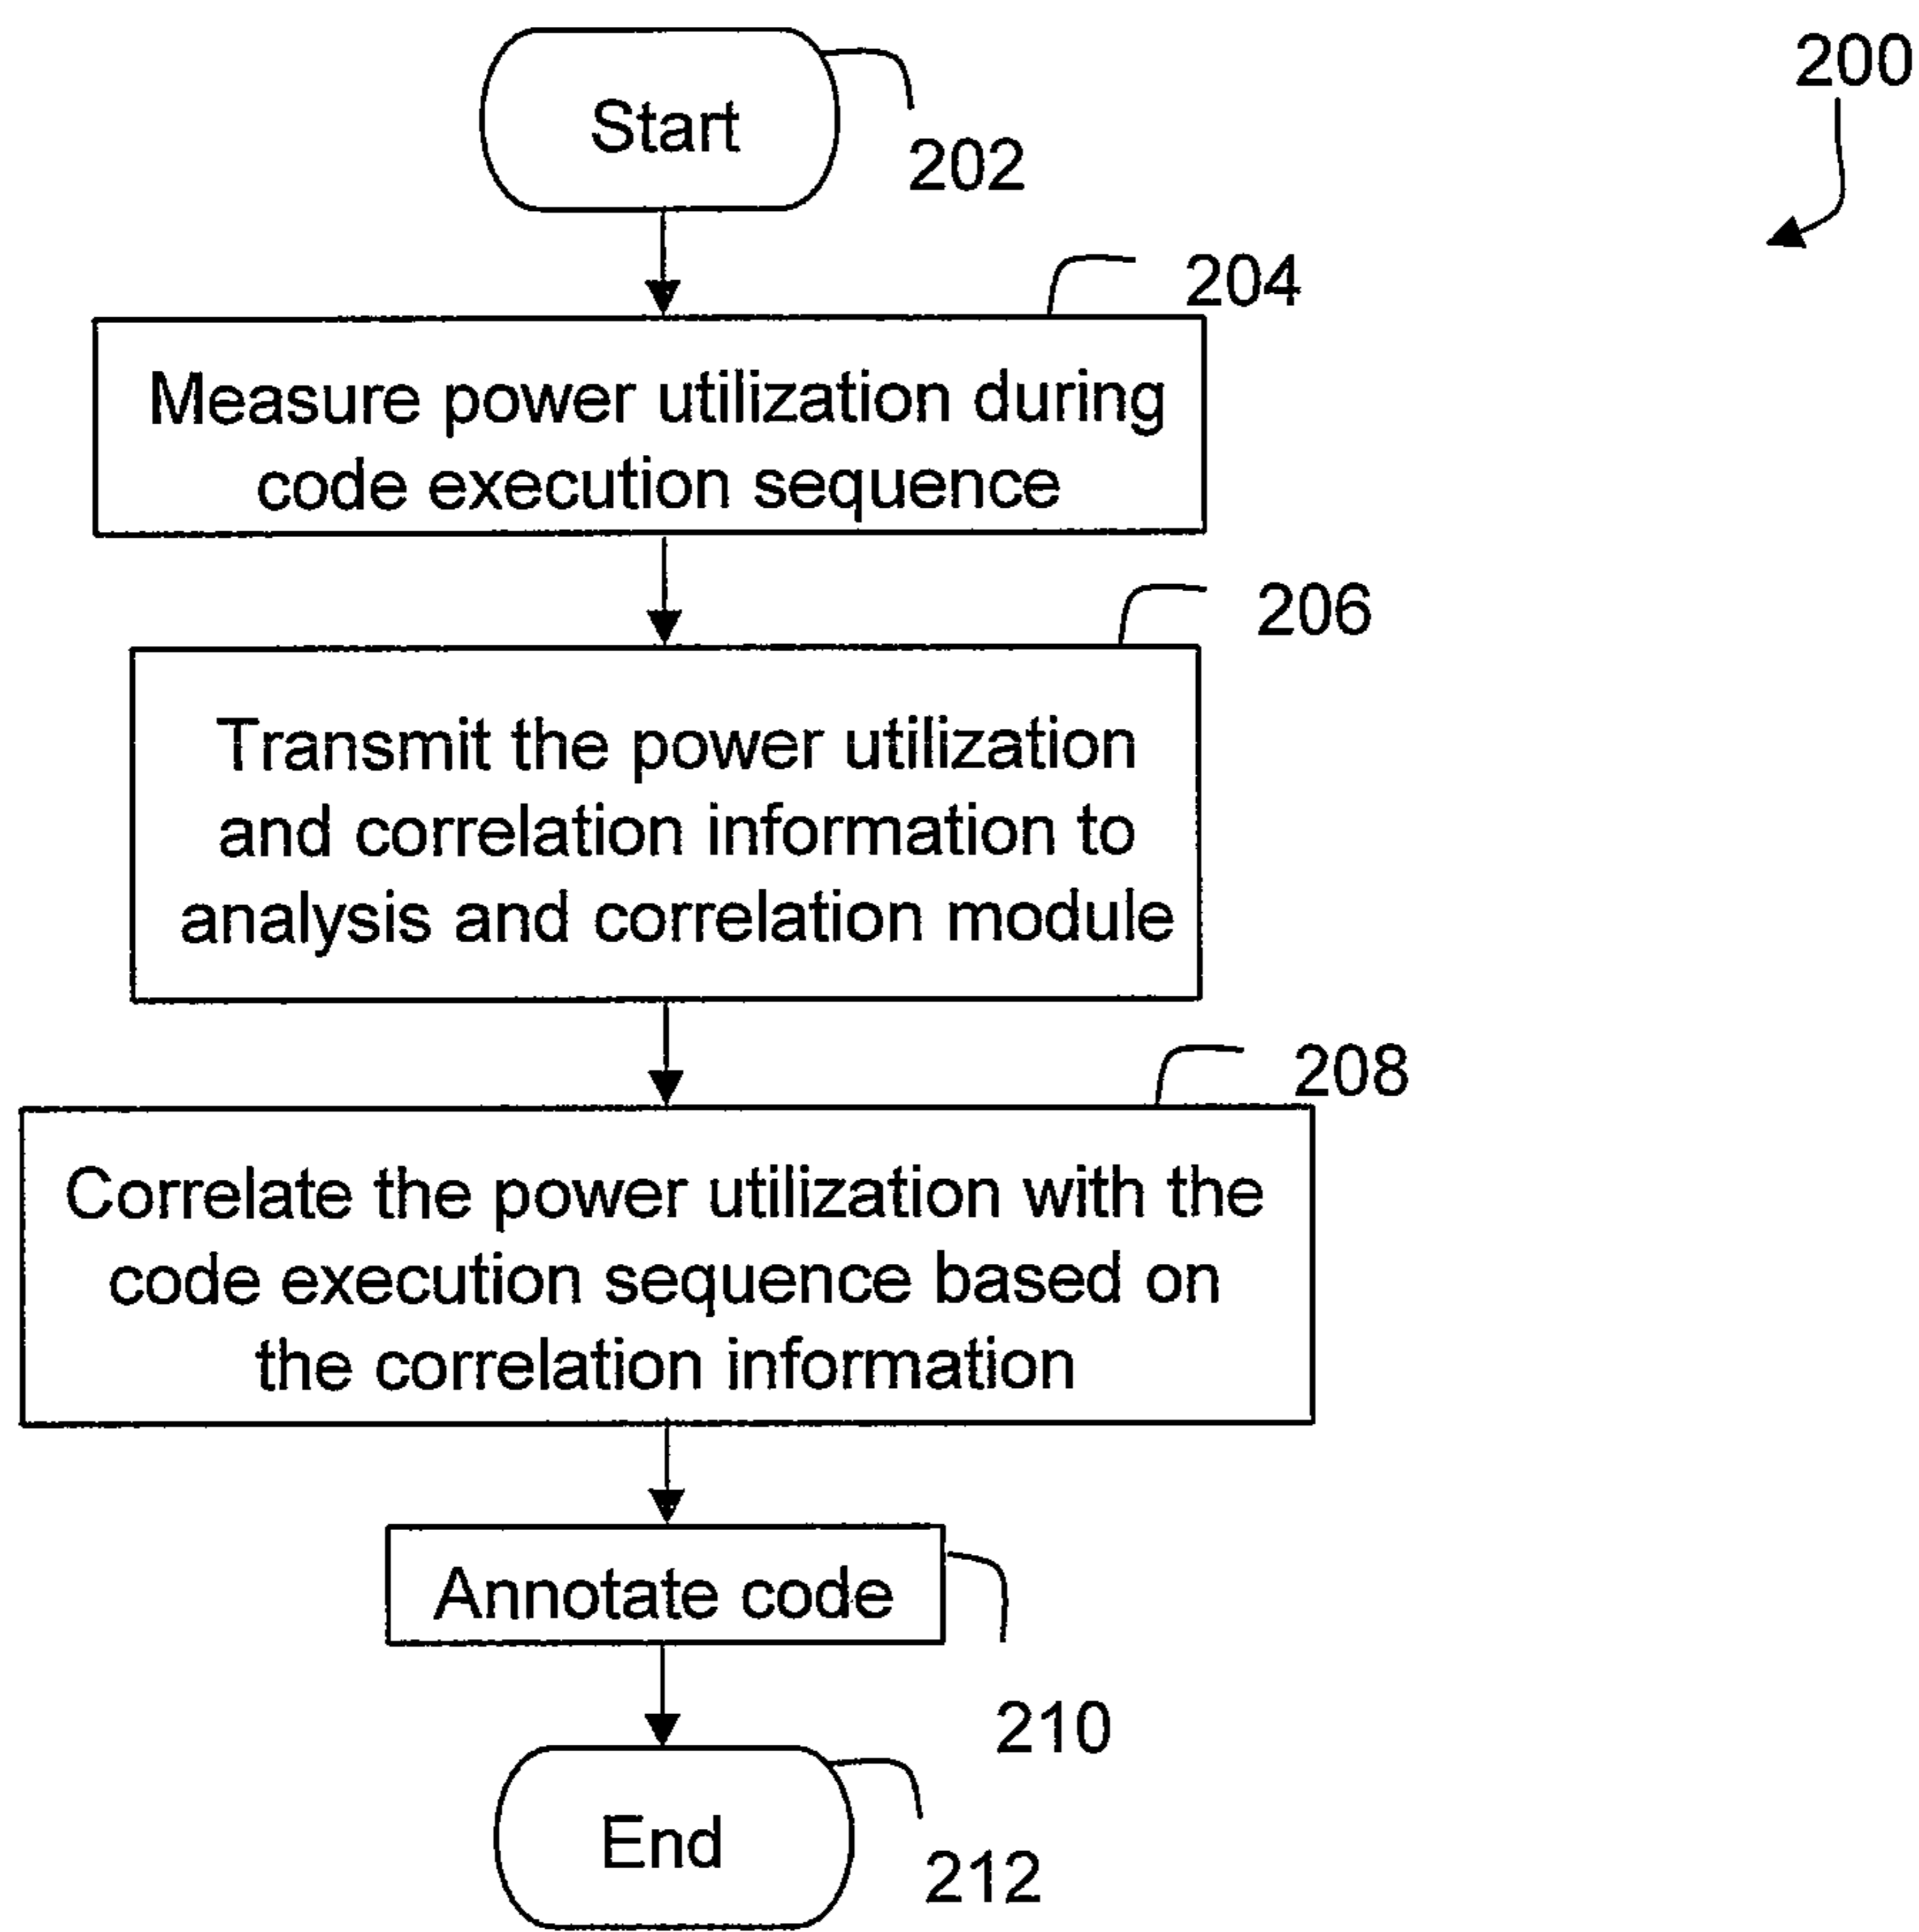 200
Start
202
204
Measure power utilization during
code execution sequence
206
Transmit the power utilization
and correlation information to
analysis and correlation module
208
Correlate the power utilization with the
code execution sequence based on
the correlation information
Annotate code
210
End
212